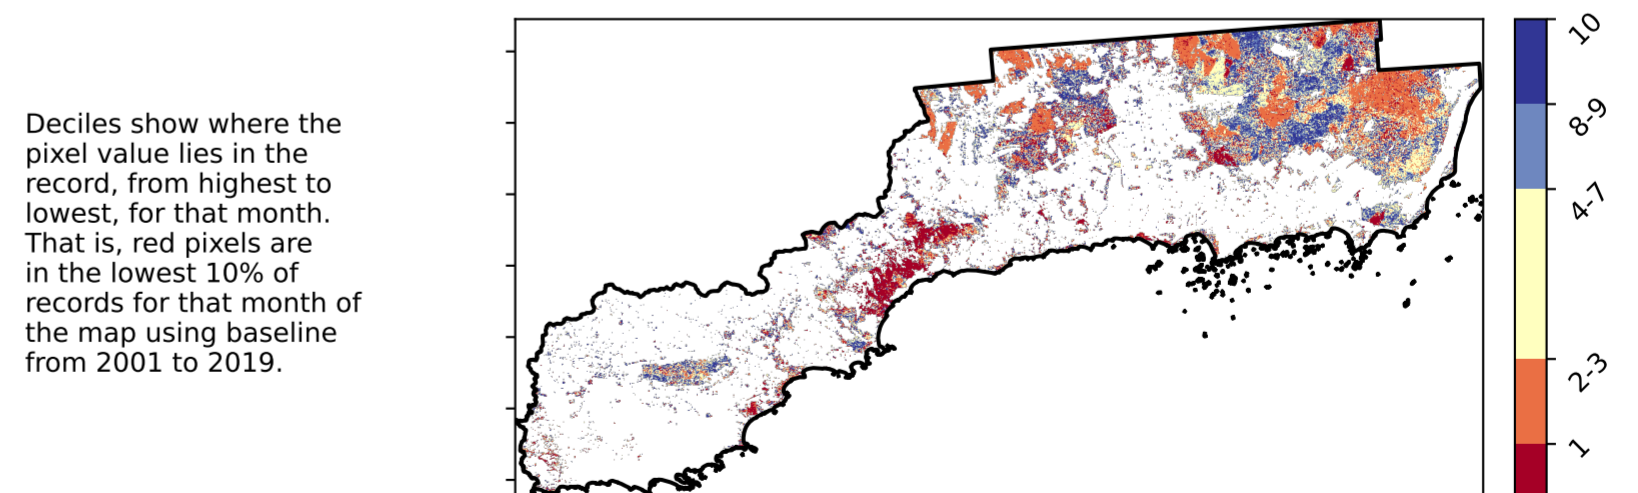 Deciles show where the
pixel value lies in the
record, from highest to
lowest, for that month.
That is, red pixels are
in the lowest 10% of
records for that month of
the map using baseline
from 2001 to 2019.
10
8-9
4-7
2-3
1